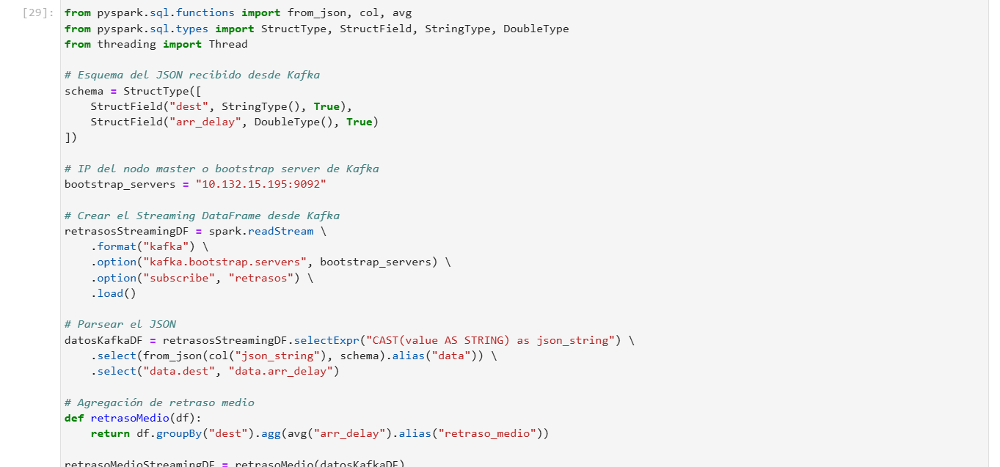 [29]: from pyspark.sql.functions import from_json, col, avg
from pyspark.sql.types import StructType, StructField, StringType, DoubleType
from threading import Thread

# Esquema del JSON recibido desde Kafka
schema = StructType([
    StructField("dest", StringType(), True),
    StructField("arr_delay", DoubleType(), True)
])

# IP del nodo master o bootstrap server de Kafka
bootstrap_servers = "10.132.15.195:9092"

# Crear el Streaming DataFrame desde Kafka
retrasosStreamingDF = spark.readStream \
    .format("kafka") \
    .option("kafka.bootstrap.servers", bootstrap_servers) \
    .option("subscribe", "retrasos") \
    .load()

# Parsear el JSON
datosKafkaDF = retrasosStreamingDF.selectExpr("CAST(value AS STRING) as json_string") \
    .select(from_json(col("json_string"), schema).alias("data")) \
    .select("data.dest", "data.arr_delay")

# Agregación de retraso medio
def retrasoMedio(df):
    return df.groupBy("dest").agg(avg("arr_delay").alias("retraso_medio"))

retrasoMedioStreamingDF = retrasoMedio(datosKafkaDF)